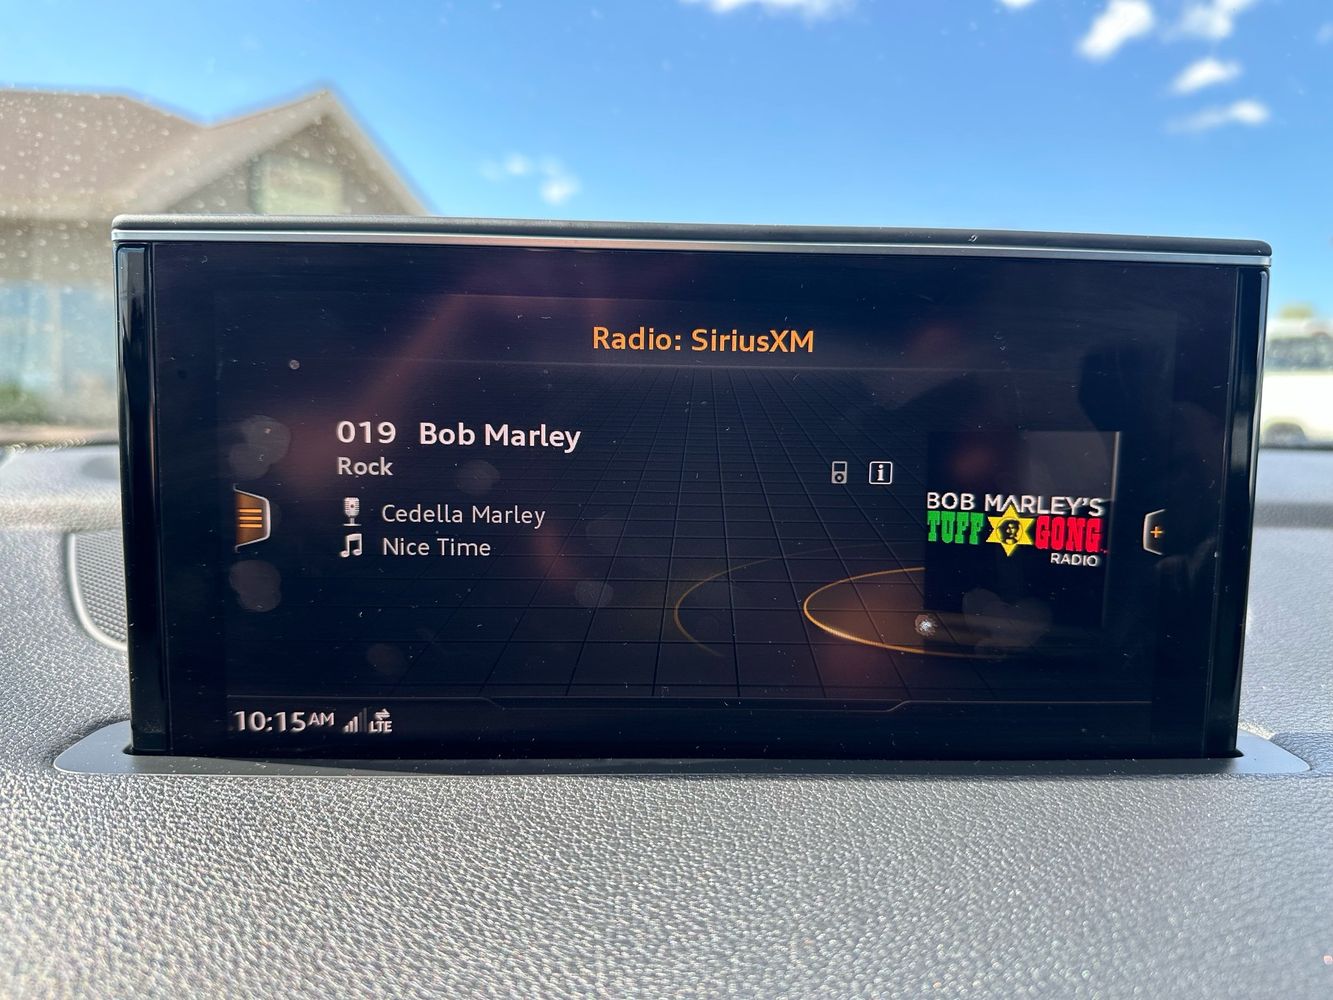 Radio: SiriusXM
019 Bob Marley
Rock
Cedella Marley
Nice Time
i
BOB MARLEY'S
TUFF GONG
RADIO
+
10:15AM LTE